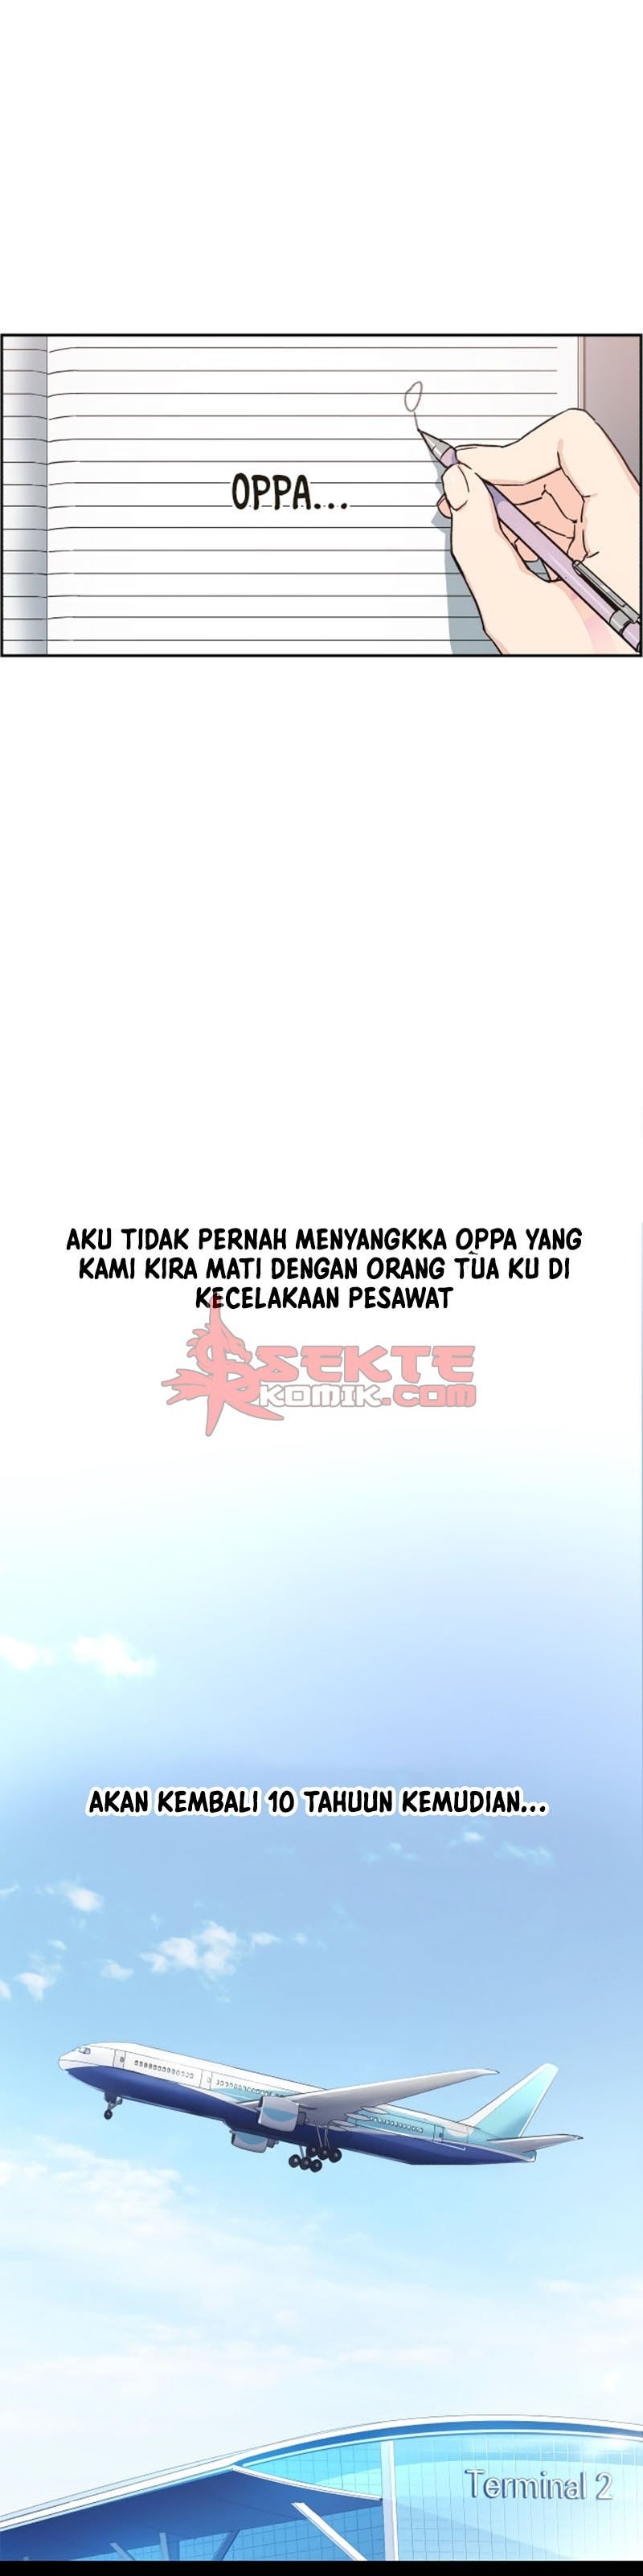 OPPA...
AKU TIDAK PERNAH MENYANGKKA OPPA YANG
KAMI KIRA MATI DENGAN ORANG TUA KU DI
KECELAKAAN PESAWAT
SEKTE
KOMIK.COM
AKAN KEMBALI 10 TAHUUN KEMUDIAN...
Terminal 2